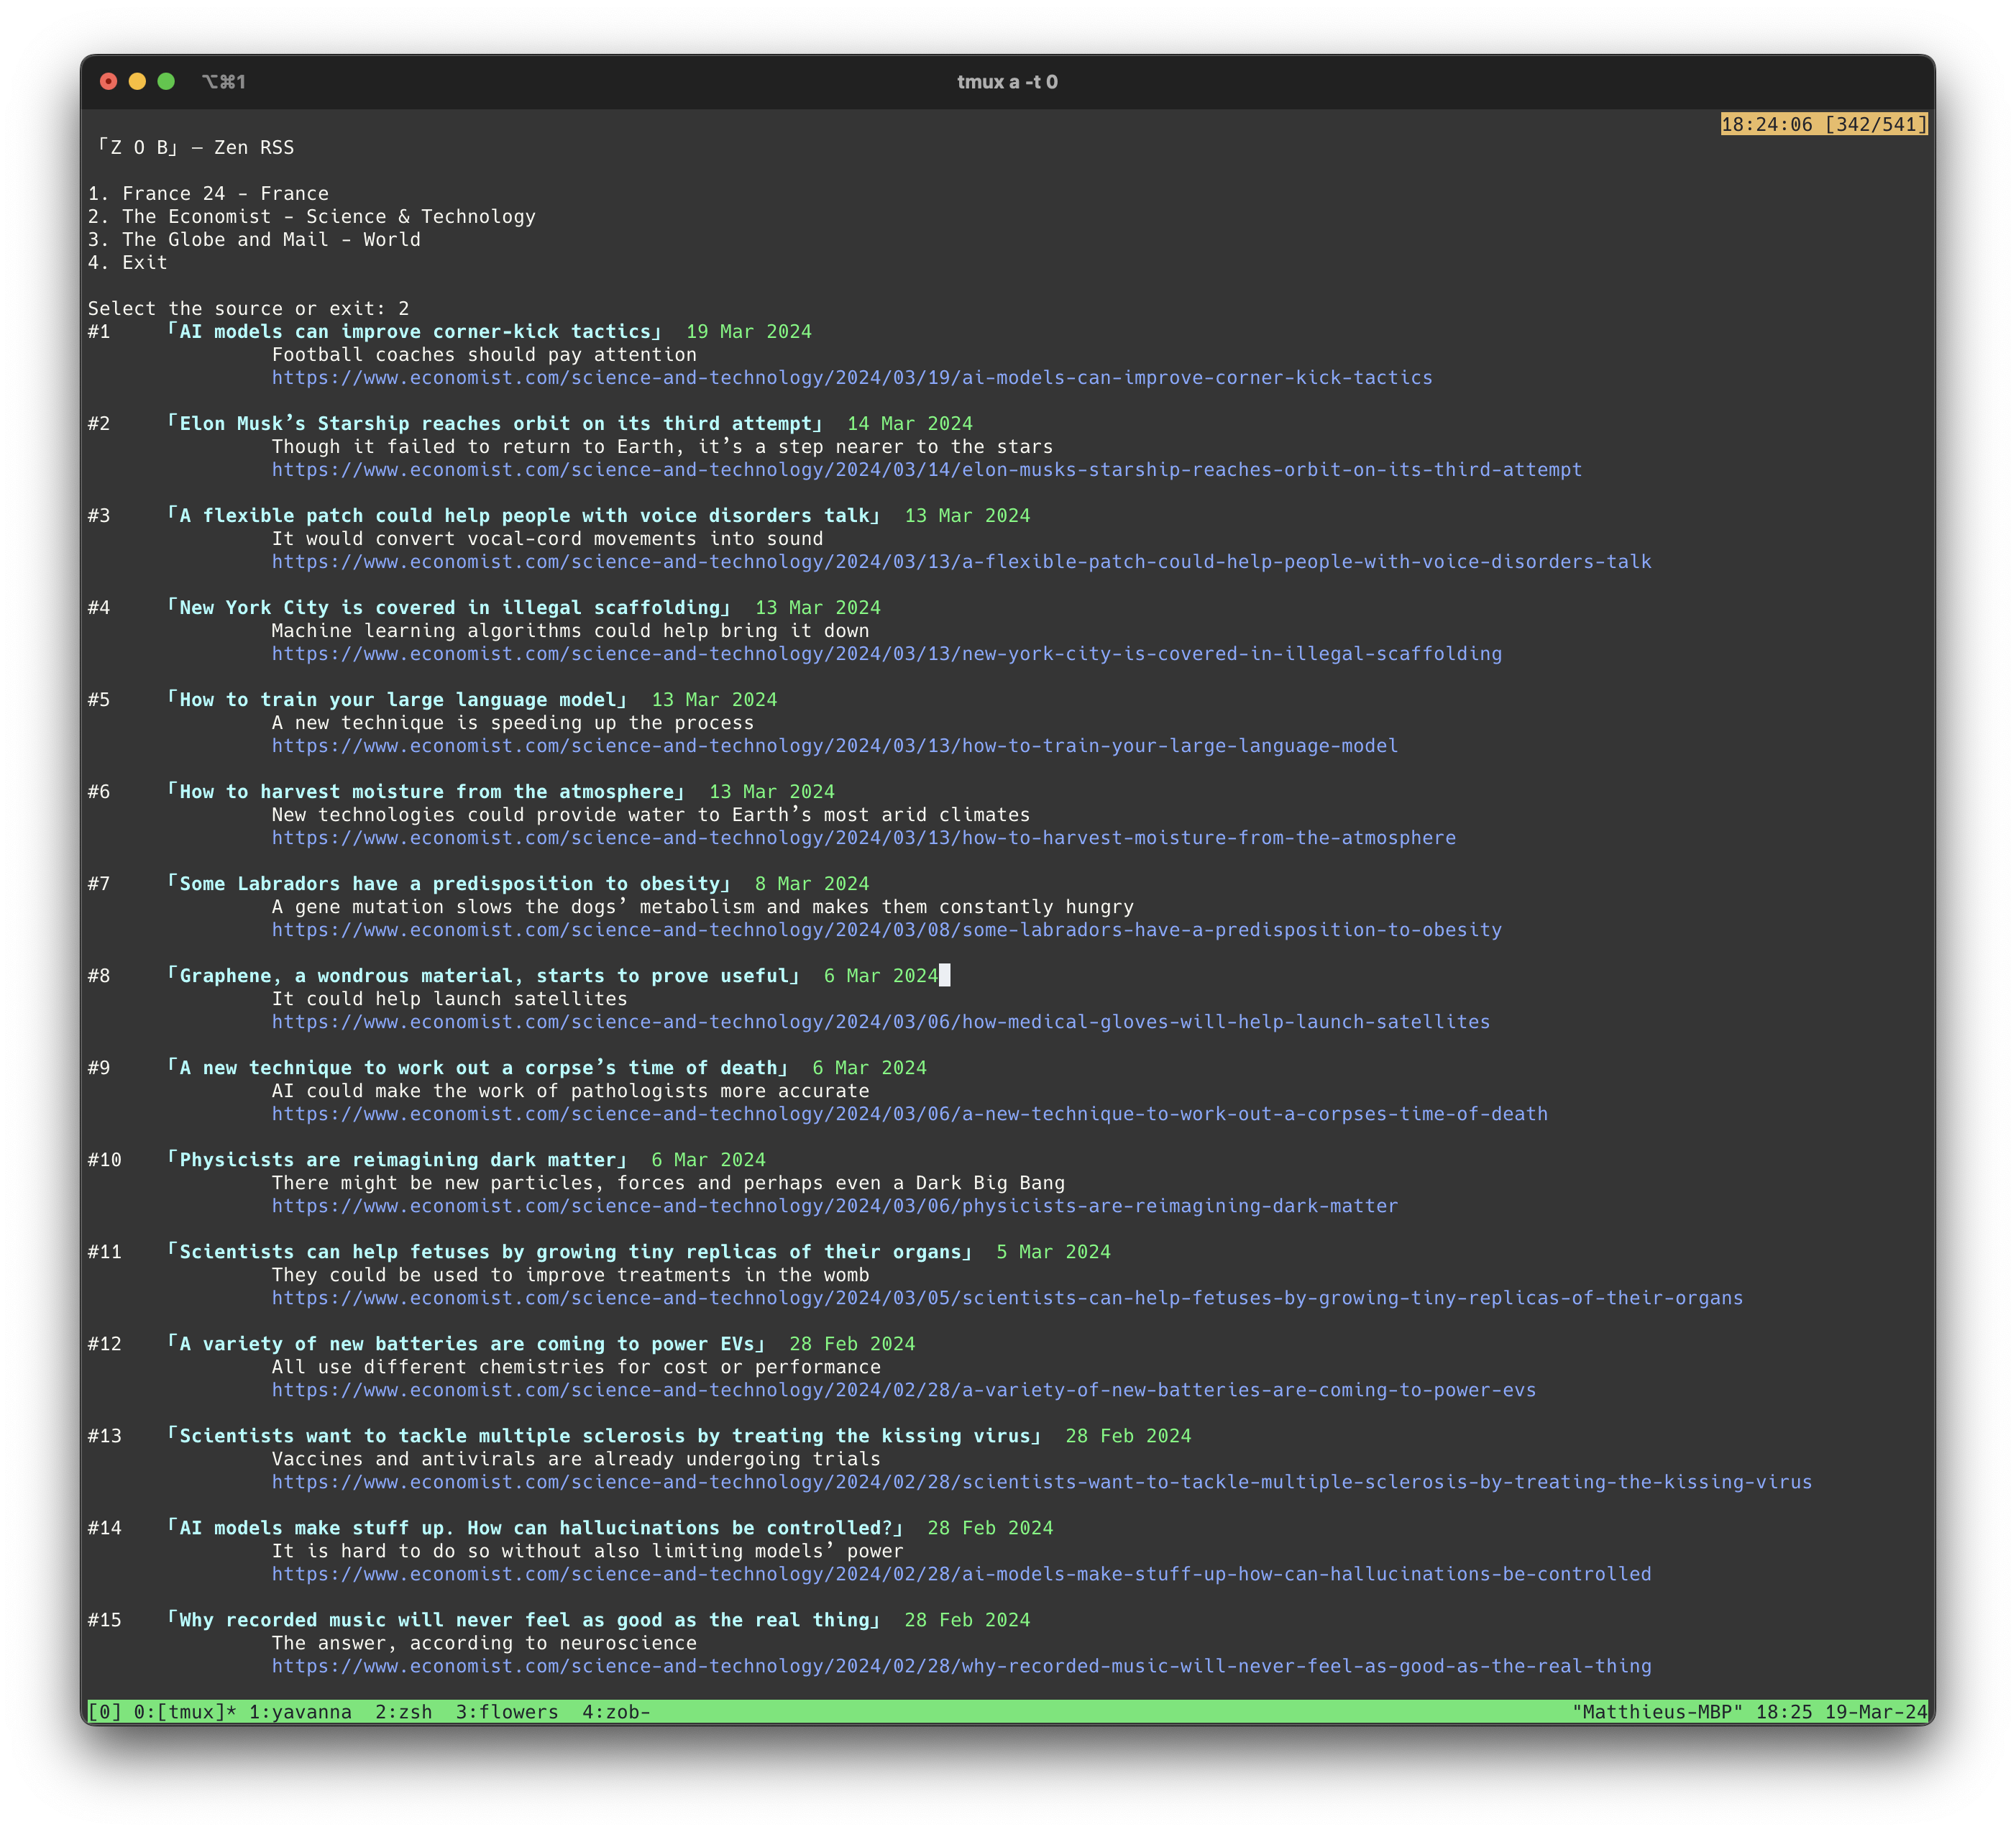 ⌥⌘1
tmux a -t 0
18:24:06 [342/541]
「Z O B」 — Zen RSS
1. France 24 - France
2. The Economist - Science & Technology
3. The Globe and Mail - World
4. Exit
Select the source or exit: 2
#1 「AI models can improve corner-kick tactics」 19 Mar 2024
Football coaches should pay attention
https://www.economist.com/science-and-technology/2024/03/19/ai-models-can-improve-corner-kick-tactics
#2 「Elon Musk’s Starship reaches orbit on its third attempt」 14 Mar 2024
Though it failed to return to Earth, it’s a step nearer to the stars
https://www.economist.com/science-and-technology/2024/03/14/elon-musks-starship-reaches-orbit-on-its-third-attempt
#3 「A flexible patch could help people with voice disorders talk」 13 Mar 2024
It would convert vocal-cord movements into sound
https://www.economist.com/science-and-technology/2024/03/13/a-flexible-patch-could-help-people-with-voice-disorders-talk
#4 「New York City is covered in illegal scaffolding」 13 Mar 2024
Machine learning algorithms could help bring it down
https://www.economist.com/science-and-technology/2024/03/13/new-york-city-is-covered-in-illegal-scaffolding
#5 「How to train your large language model」 13 Mar 2024
A new technique is speeding up the process
https://www.economist.com/science-and-technology/2024/03/13/how-to-train-your-large-language-model
#6 「How to harvest moisture from the atmosphere」 13 Mar 2024
New technologies could provide water to Earth’s most arid climates
https://www.economist.com/science-and-technology/2024/03/13/how-to-harvest-moisture-from-the-atmosphere
#7 「Some Labradors have a predisposition to obesity」 8 Mar 2024
A gene mutation slows the dogs’ metabolism and makes them constantly hungry
https://www.economist.com/science-and-technology/2024/03/08/some-labradors-have-a-predisposition-to-obesity
#8 「Graphene, a wondrous material, starts to prove useful」 6 Mar 2024
It could help launch satellites
https://www.economist.com/science-and-technology/2024/03/06/how-medical-gloves-will-help-launch-satellites
#9 「A new technique to work out a corpse’s time of death」 6 Mar 2024
AI could make the work of pathologists more accurate
https://www.economist.com/science-and-technology/2024/03/06/a-new-technique-to-work-out-a-corpses-time-of-death
#10 「Physicists are reimagining dark matter」 6 Mar 2024
There might be new particles, forces and perhaps even a Dark Big Bang
https://www.economist.com/science-and-technology/2024/03/06/physicists-are-reimagining-dark-matter
#11 「Scientists can help fetuses by growing tiny replicas of their organs」 5 Mar 2024
They could be used to improve treatments in the womb
https://www.economist.com/science-and-technology/2024/03/05/scientists-can-help-fetuses-by-growing-tiny-replicas-of-their-organs
#12 「A variety of new batteries are coming to power EVs」 28 Feb 2024
All use different chemistries for cost or performance
https://www.economist.com/science-and-technology/2024/02/28/a-variety-of-new-batteries-are-coming-to-power-evs
#13 「Scientists want to tackle multiple sclerosis by treating the kissing virus」 28 Feb 2024
Vaccines and antivirals are already undergoing trials
https://www.economist.com/science-and-technology/2024/02/28/scientists-want-to-tackle-multiple-sclerosis-by-treating-the-kissing-virus
#14 「AI models make stuff up. How can hallucinations be controlled?」 28 Feb 2024
It is hard to do so without also limiting models’ power
https://www.economist.com/science-and-technology/2024/02/28/ai-models-make-stuff-up-how-can-hallucinations-be-controlled
#15 「Why recorded music will never feel as good as the real thing」 28 Feb 2024
The answer, according to neuroscience
https://www.economist.com/science-and-technology/2024/02/28/why-recorded-music-will-never-feel-as-good-as-the-real-thing
[0] 0:[tmux]* 1:yavanna 2:zsh 3:flowers 4:zob- "Matthieus-MBP" 18:25 19-Mar-24